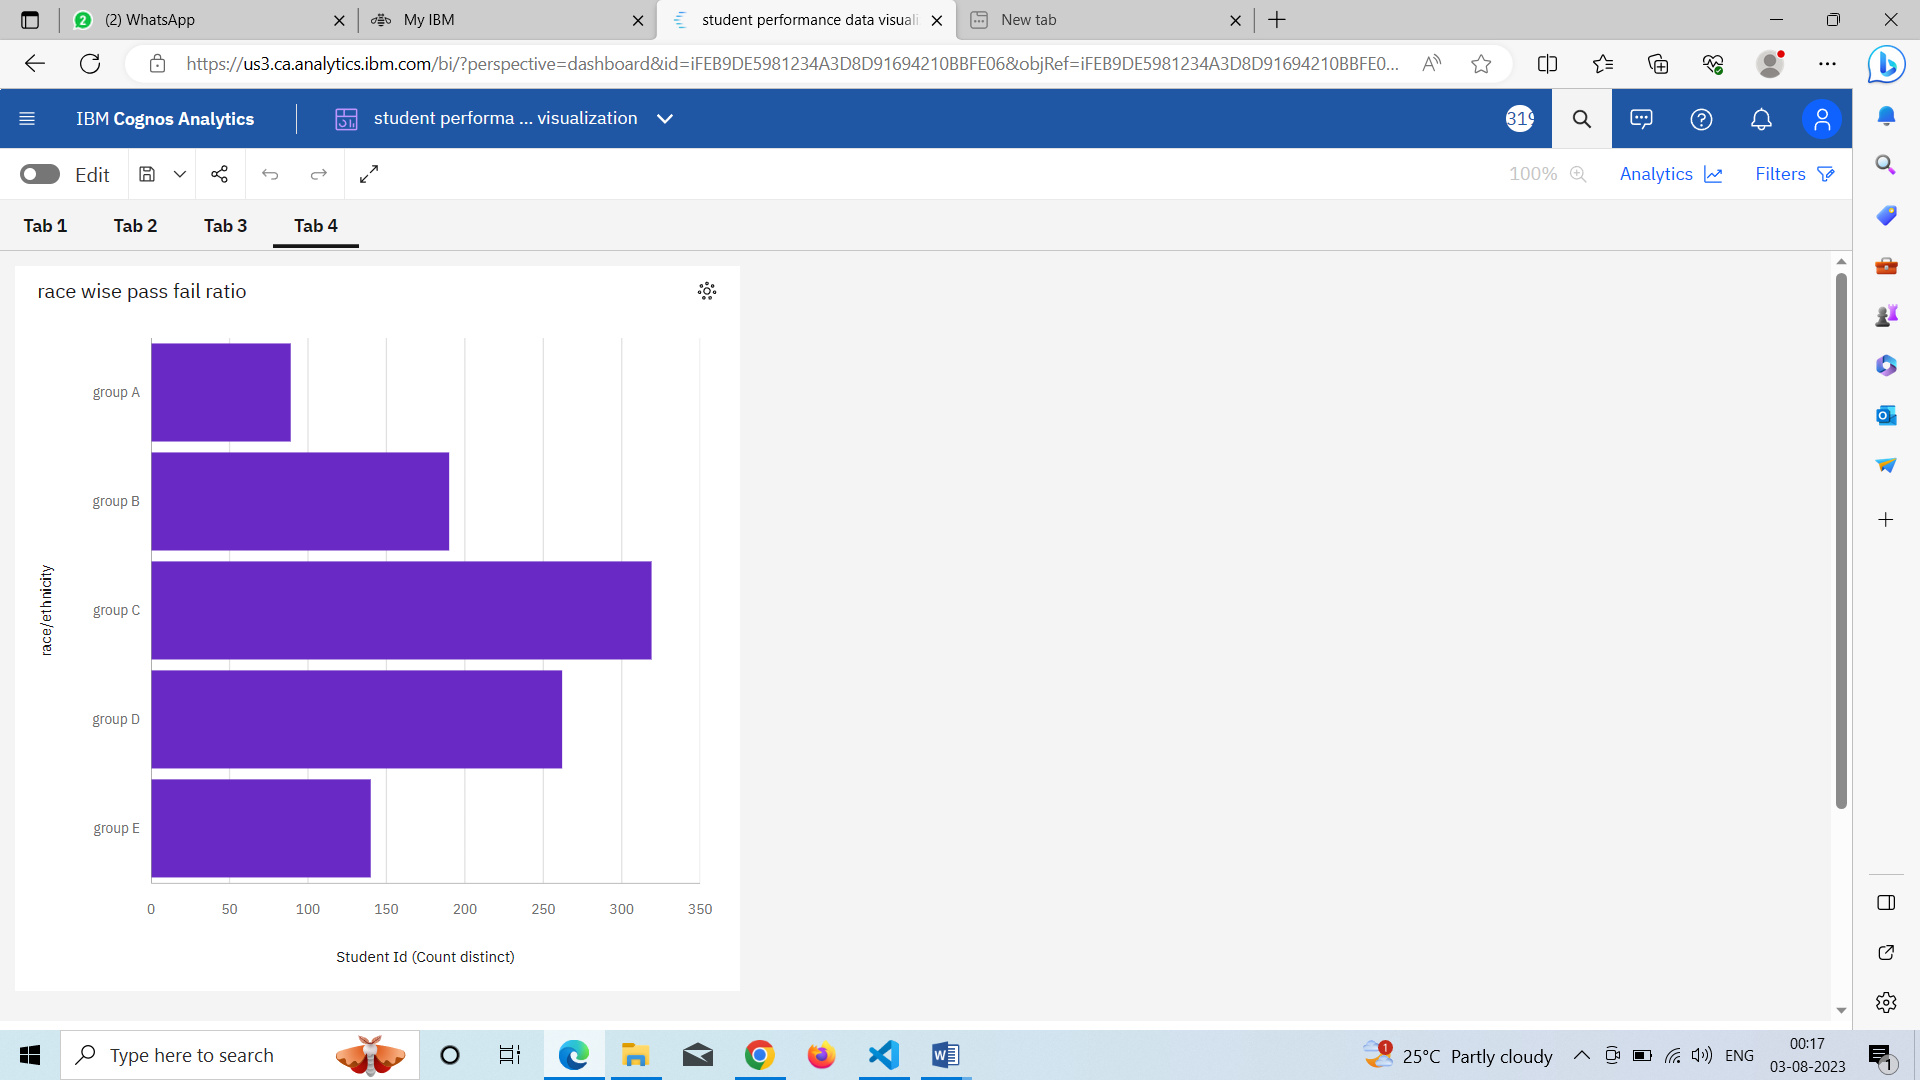 (2) WhatsApp
My IBM
student performance data visuali
New tab
https://us3.ca.analytics.ibm.com/bi/?perspective=dashboard&id=iFEB9DE5981234A3D8D91694210BBFE06&objRef=iFEB9DE5981234A3D8D91694210BBFE0...
IBM Cognos Analytics
student performa ... visualization
319
Edit
100%
Analytics
Filters
Tab 1
Tab 2
Tab 3
Tab 4
race wise pass fail ratio
race/ethnicity
group A
group B
group C
group D
group E
0 50 100 150 200 250 300 350
Student Id (Count distinct)
Type here to search
1
25°C Partly cloudy
ENG
00:17
03-08-2023
1